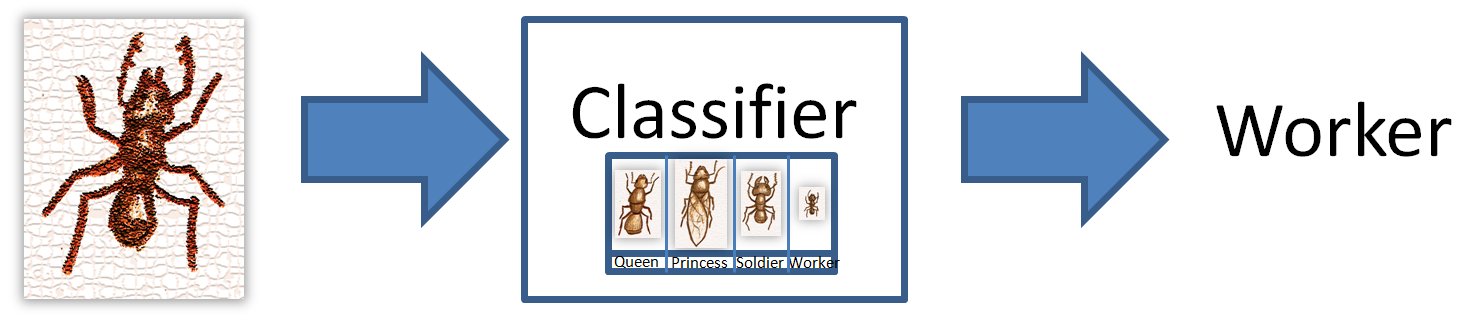 Classifier
Queen Princess Soldier Worker
Worker